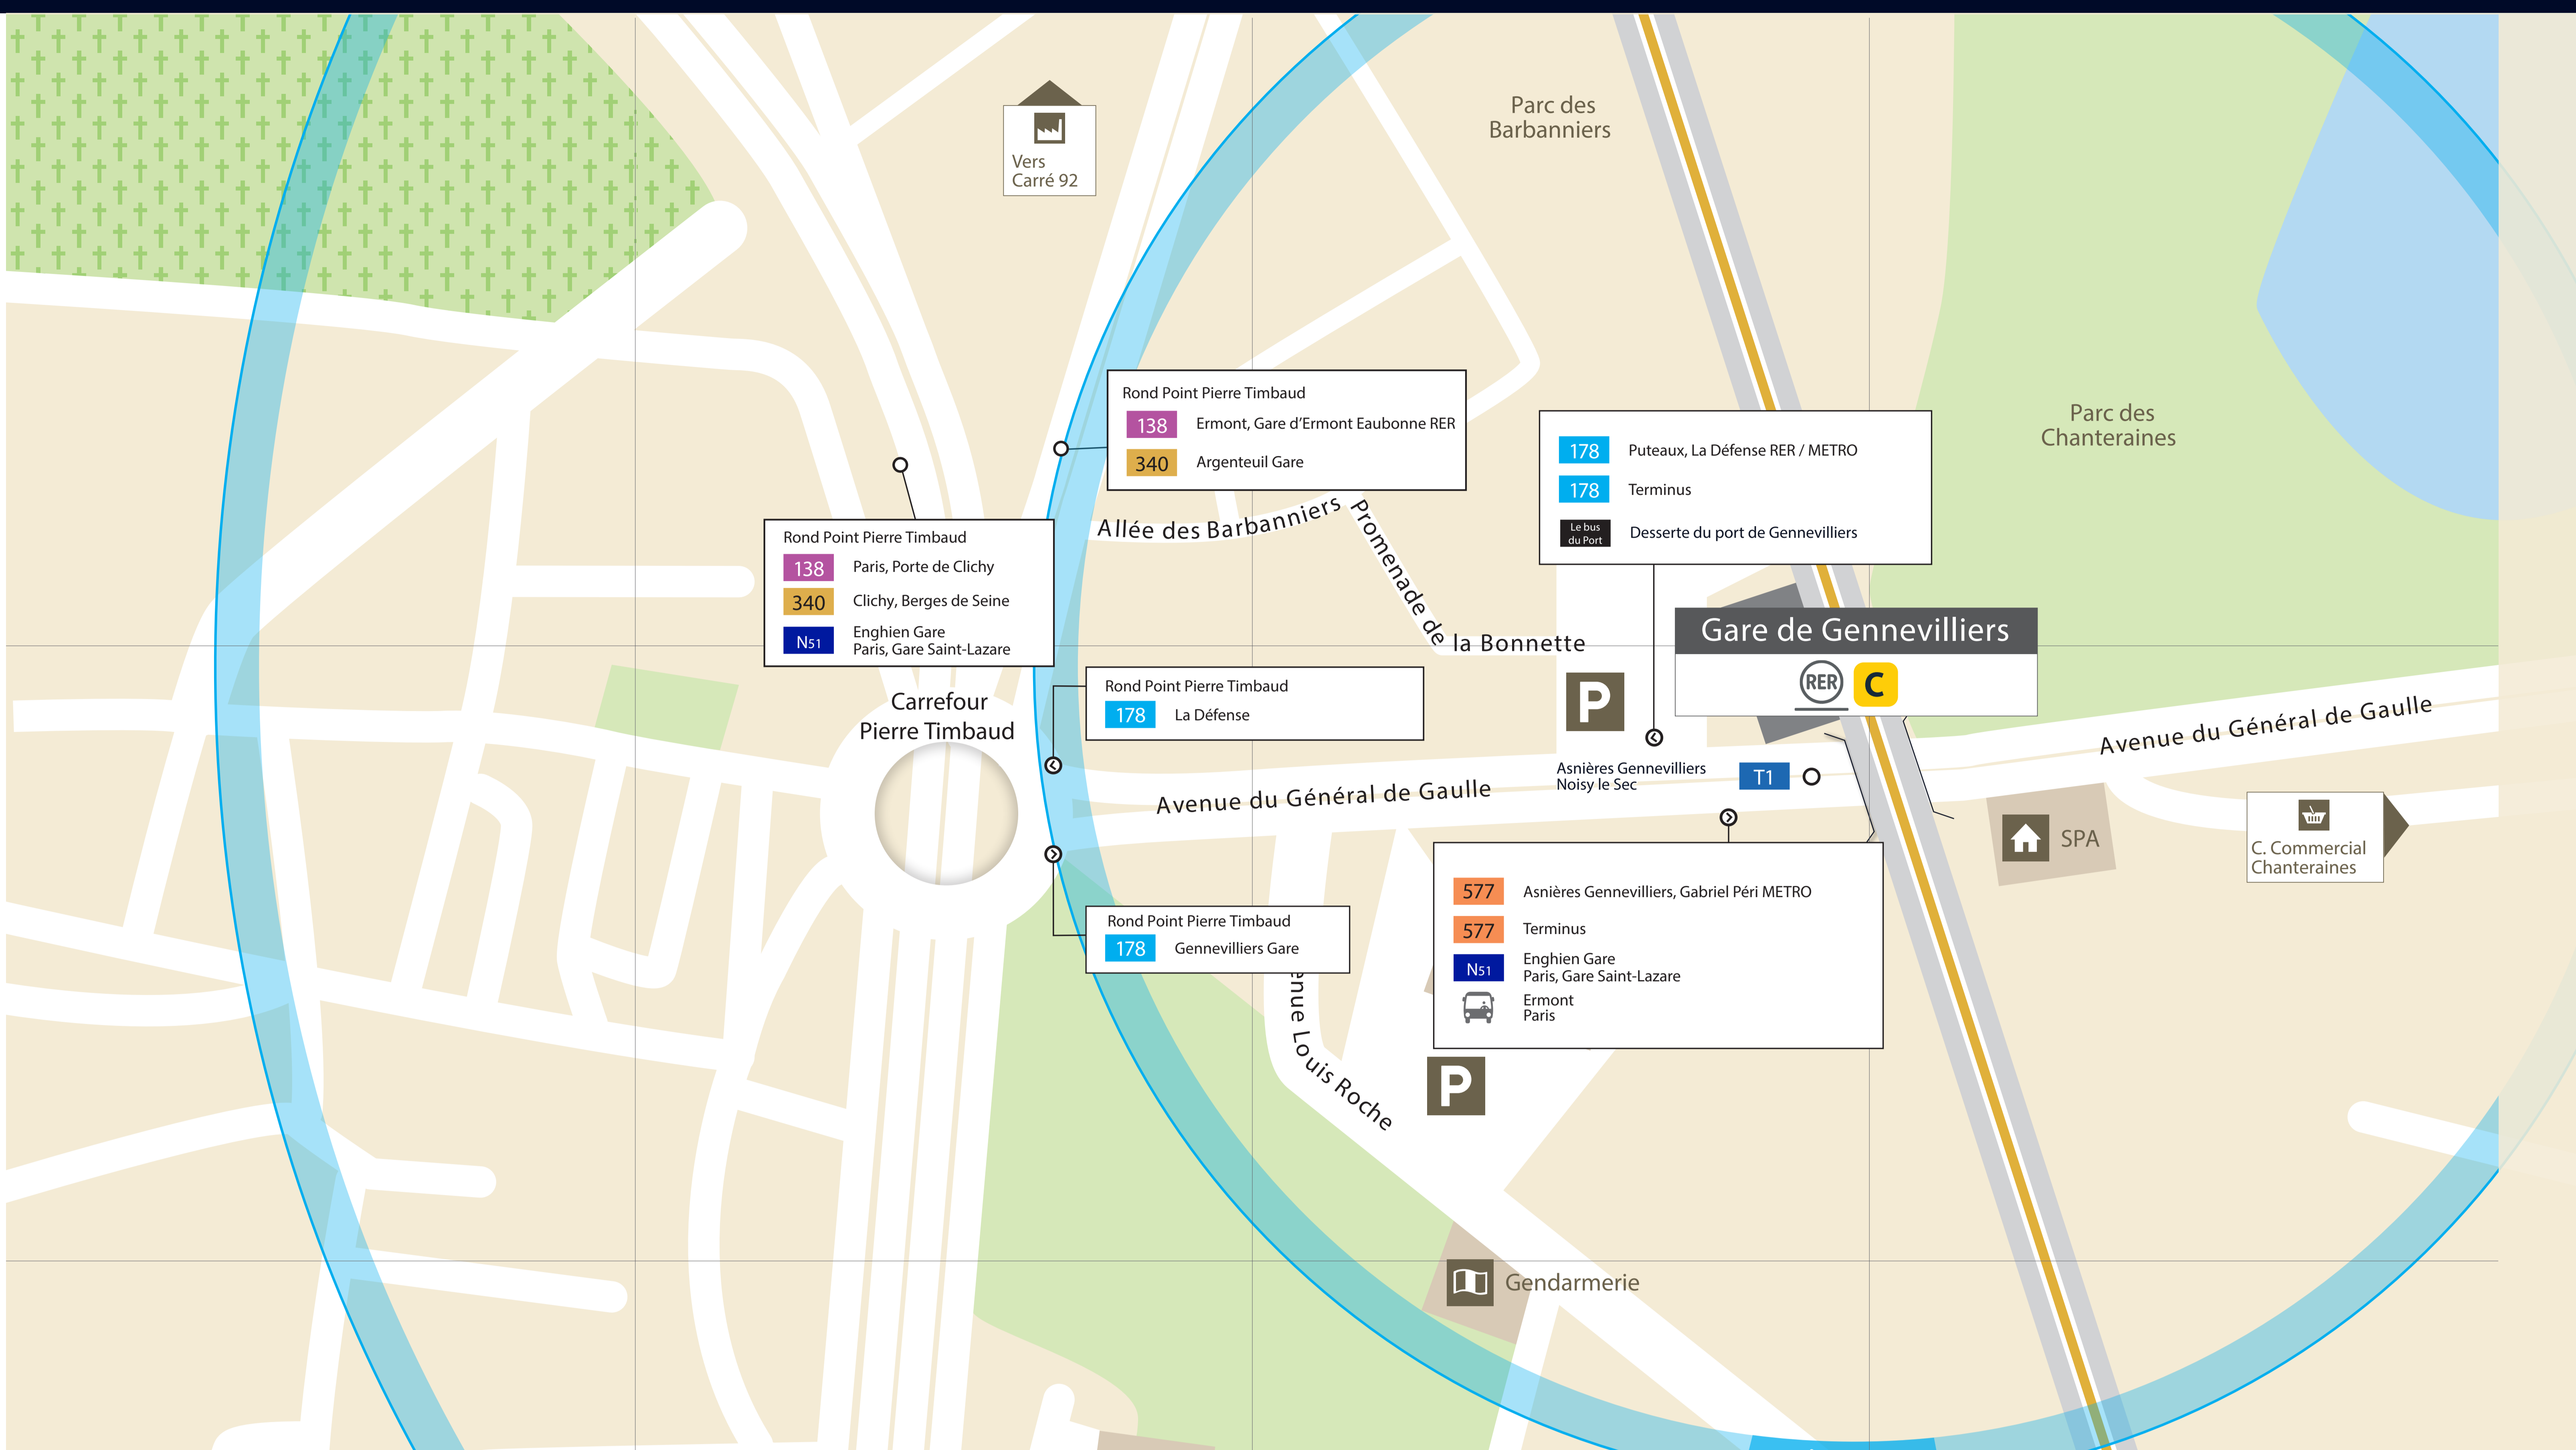 Vers
Carré 92
Parc des
Barbanniers
Rond Point Pierre Timbaud
138 Ermont, Gare d’Ermont Eaubonne RER
340 Argenteuil Gare
178 Puteaux, La Défense RER / METRO
178 Terminus
Le bus
du Port
Desserte du port de Gennevilliers
Parc des
Chanteraines
Allée des Barbanniers
Promenade de la Bonnette
Rond Point Pierre Timbaud
138 Paris, Porte de Clichy
340 Clichy, Berges de Seine
N51 Enghien Gare
Paris, Gare Saint-Lazare
Gare de Gennevilliers
RER C
P
Rond Point Pierre Timbaud
178 La Défense
Carrefour
Pierre Timbaud
Avenue du Général de Gaulle
Asnières Gennevilliers
Noisy le Sec
T1
Avenue du Général de Gaulle
SPA
C. Commercial
Chanteraines
Rond Point Pierre Timbaud
178 Gennevilliers Gare
577 Asnières Gennevilliers, Gabriel Péri METRO
577 Terminus
N51 Enghien Gare
Paris, Gare Saint-Lazare
Ermont
Paris
enue Louis Roche
P
Gendarmerie